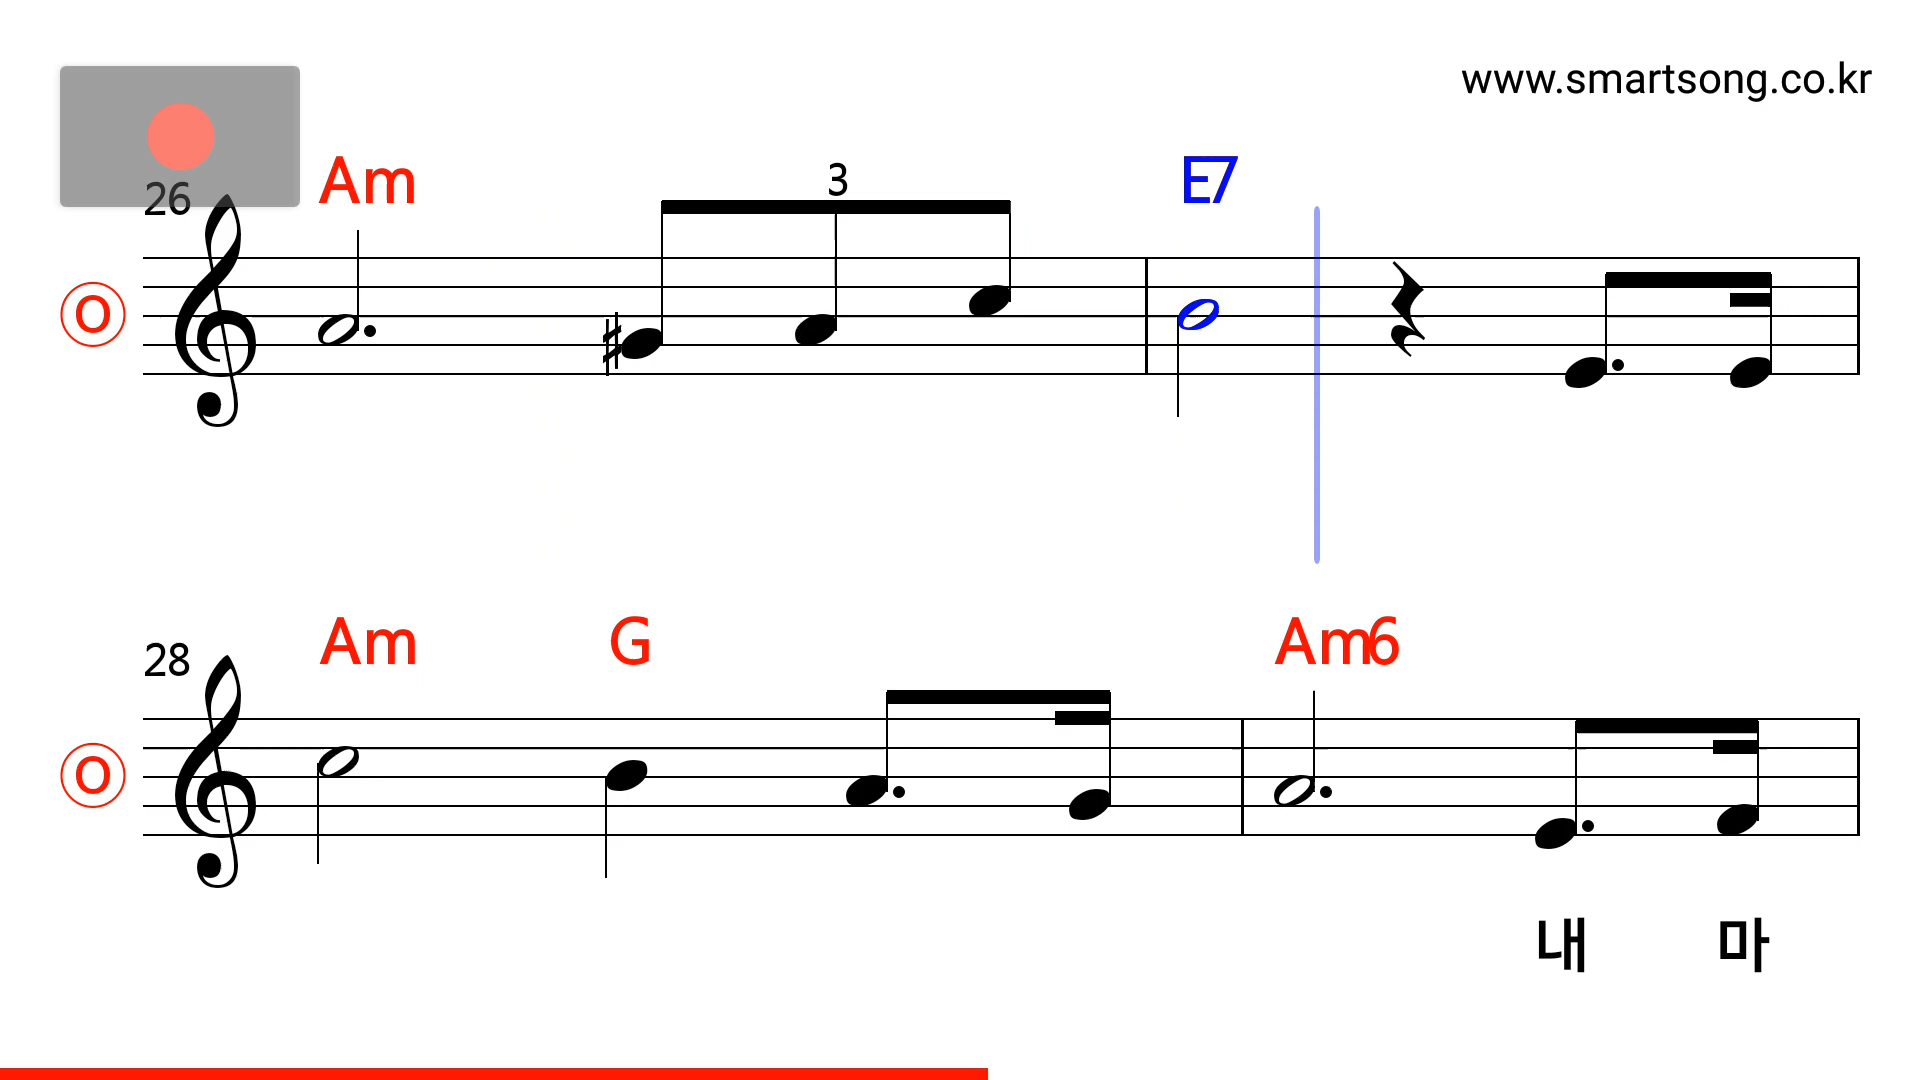 www.smartsong.co.kr
26 Am 3 E7
O
28 Am G Am6
O
내 마